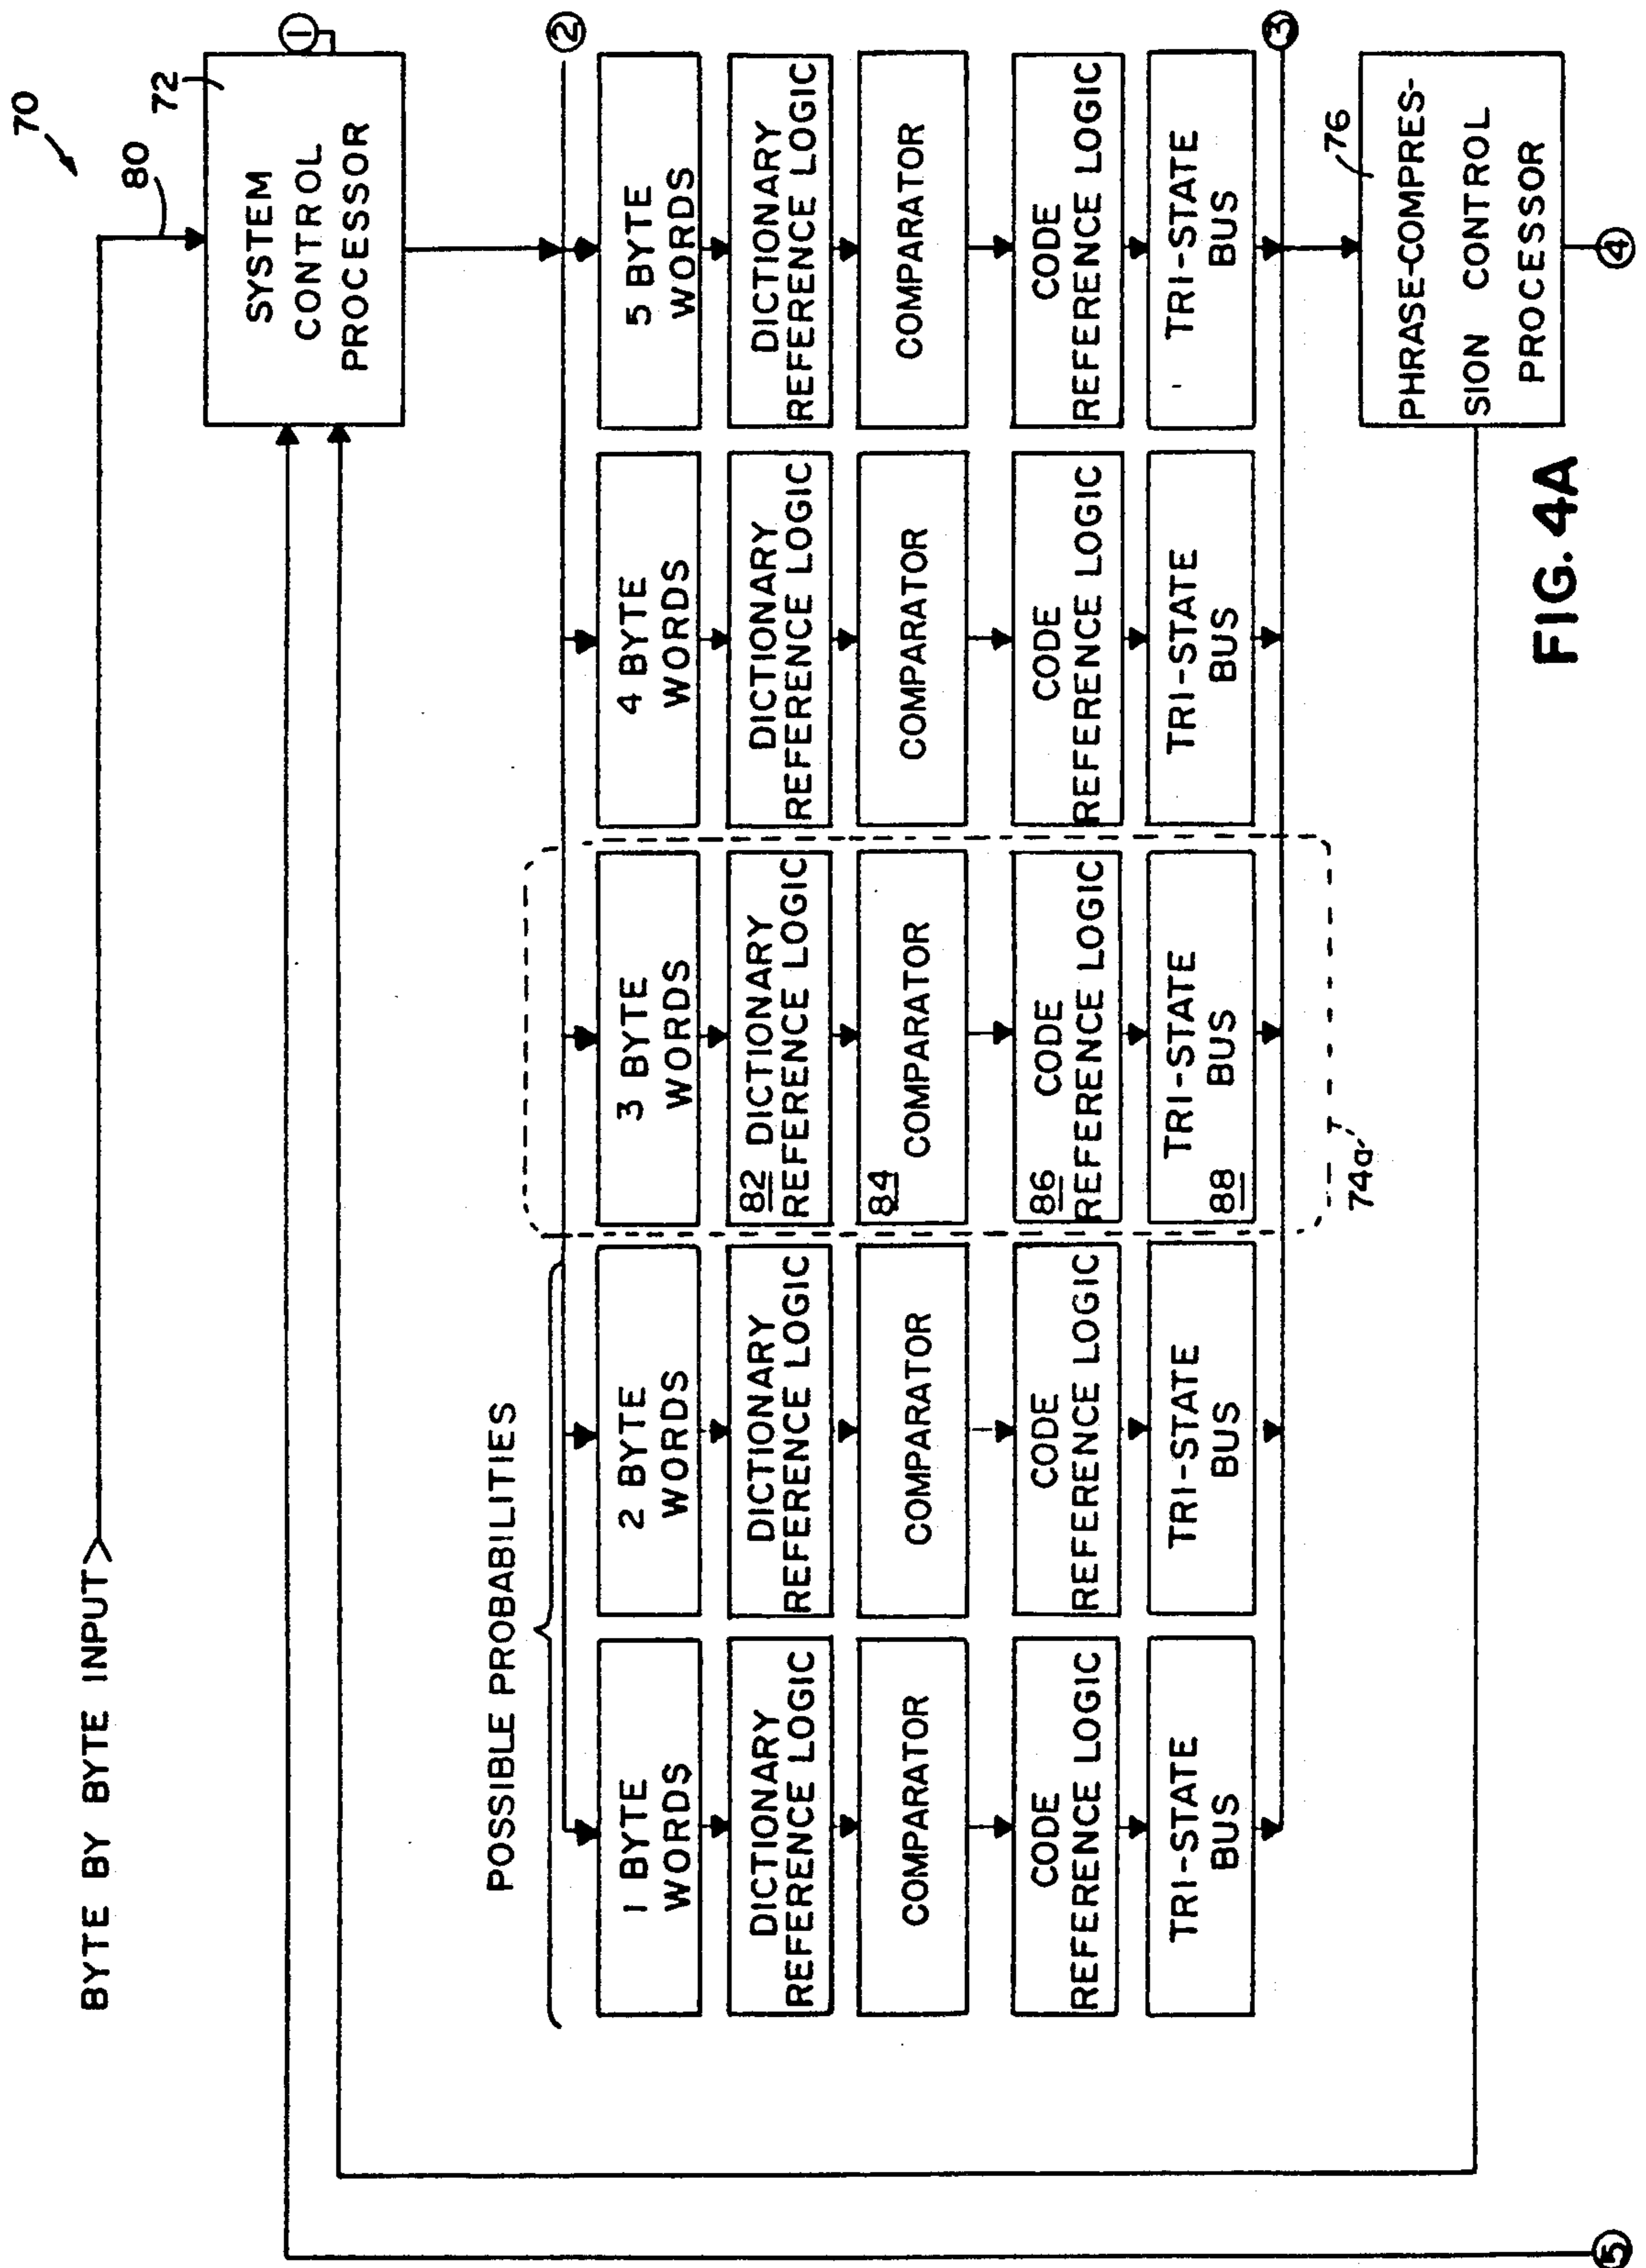 70
BYTE BY BYTE INPUT
80
72
SYSTEM
CONTROL
PROCESSOR
1
2
POSSIBLE PROBABILITIES
1 BYTE
WORDS
2 BYTE
WORDS
3 BYTE
WORDS
4 BYTE
WORDS
5 BYTE
WORDS
DICTIONARY
REFERENCE LOGIC
DICTIONARY
REFERENCE LOGIC
82 DICTIONARY
REFERENCE LOGIC
DICTIONARY
REFERENCE LOGIC
DICTIONARY
REFERENCE LOGIC
COMPARATOR
COMPARATOR
84
COMPARATOR
COMPARATOR
COMPARATOR
CODE
REFERENCE LOGIC
CODE
REFERENCE LOGIC
86 CODE
REFERENCE LOGIC
CODE
REFERENCE LOGIC
CODE
REFERENCE LOGIC
TRI-STATE
BUS
TRI-STATE
BUS
TRI-STATE
88 BUS
TRI-STATE
BUS
TRI-STATE
BUS
3
74a
76
PHRASE-COMPRES-
SION CONTROL
PROCESSOR
5
4
FIG. 4A